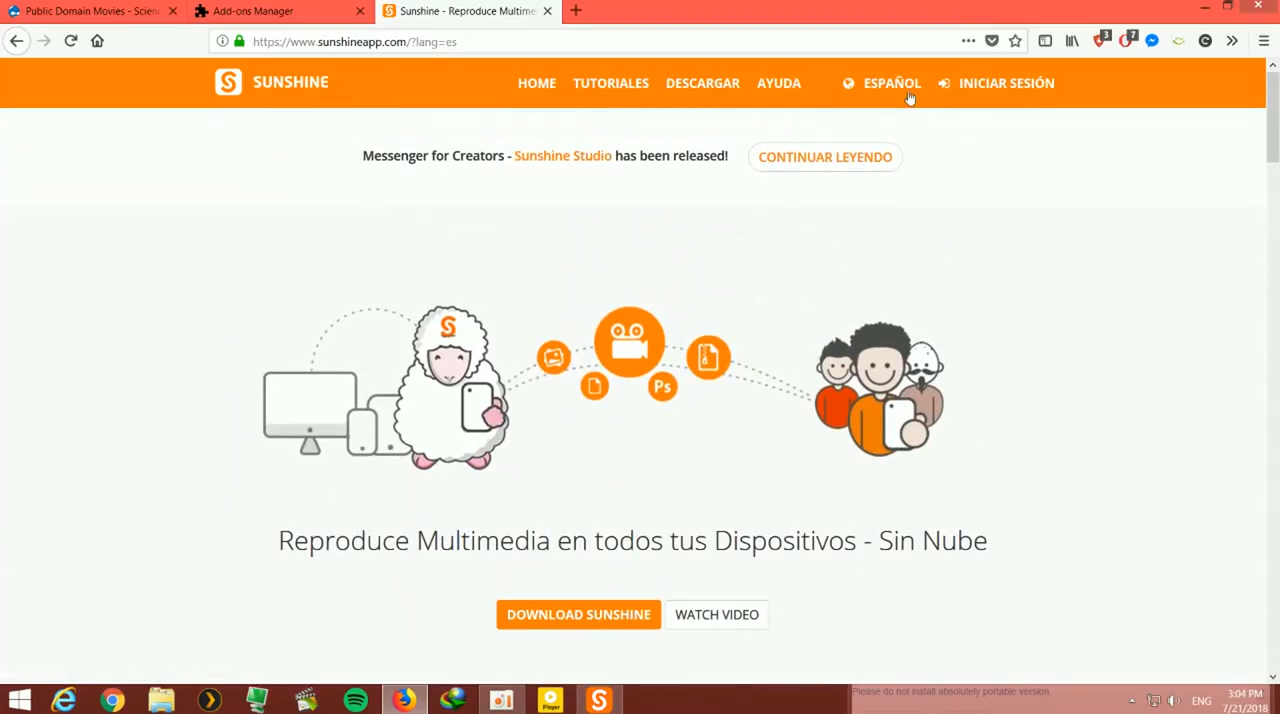 Public Domain Movies - Scien
Add-ons Manager
Sunshine - Reproduce Multime
https://www.sunshineapp.com/?lang=es
3
7
SUNSHINE
HOME
TUTORIALES
DESCARGAR
AYUDA
ESPAÑOL
INICIAR SESIÓN
Messenger for Creators - Sunshine Studio has been released!
CONTINUAR LEYENDO
S
Ps
Reproduce Multimedia en todos tus Dispositivos - Sin Nube
DOWNLOAD SUNSHINE
WATCH VIDEO
Player
Please do not install absolutely portable version
ENG
3:04 PM
7/21/2018